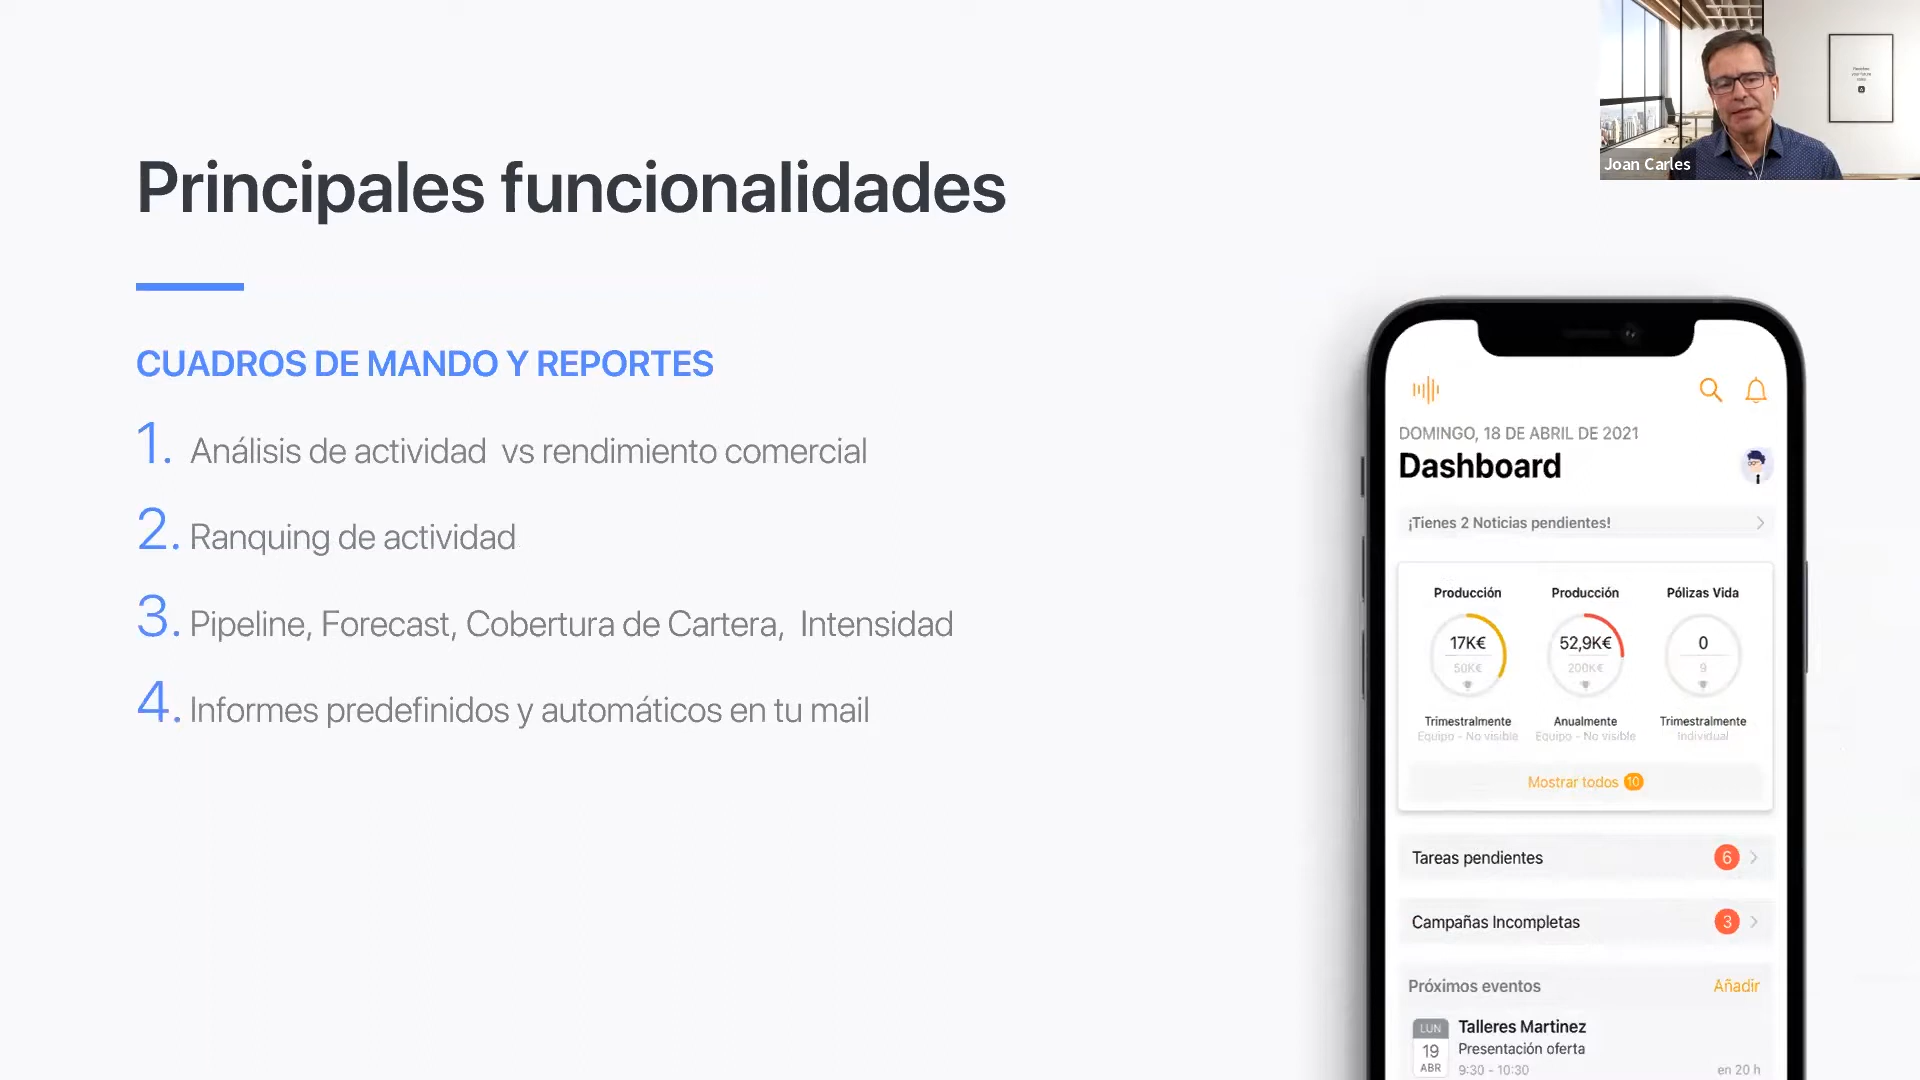 Principales funcionalidades
CUADROS DE MANDO Y REPORTES
1. Análisis de actividad vs rendimiento comercial
2. Ranquing de actividad
3. Pipeline, Forecast, Cobertura de Cartera, Intensidad
4. Informes predefinidos y automáticos en tu mail
Joan Carles
DOMINGO, 18 DE ABRIL DE 2021
Dashboard
¡Tienes 2 Noticias pendientes!
Producción Producción Pólizas Vida
17K€ 52,9K€ 0
50K€ 200K€ 9
Trimestralmente Anualmente Trimestralmente
Equipo - No visible Equipo - No visible Individual
Mostrar todos 10
Tareas pendientes 6
Campañas Incompletas 3
Próximos eventos Añadir
LUN
19
ABR
Talleres Martinez
Presentación oferta
9:30 - 10:30 en 20 h